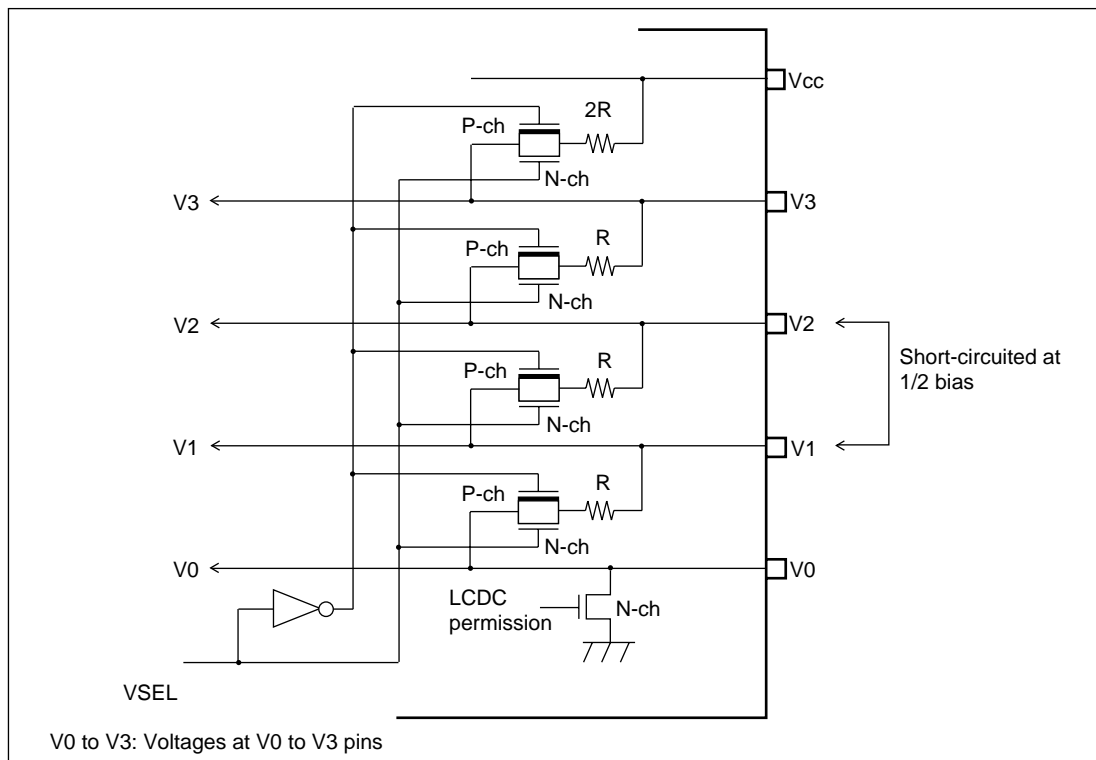 Vcc
2R
P-ch
N-ch
V3
V3
R
P-ch
N-ch
V2
V2
Short-circuited at
1/2 bias
R
P-ch
N-ch
V1
V1
R
P-ch
N-ch
V0
V0
LCDC
permission
N-ch
VSEL
V0 to V3: Voltages at V0 to V3 pins